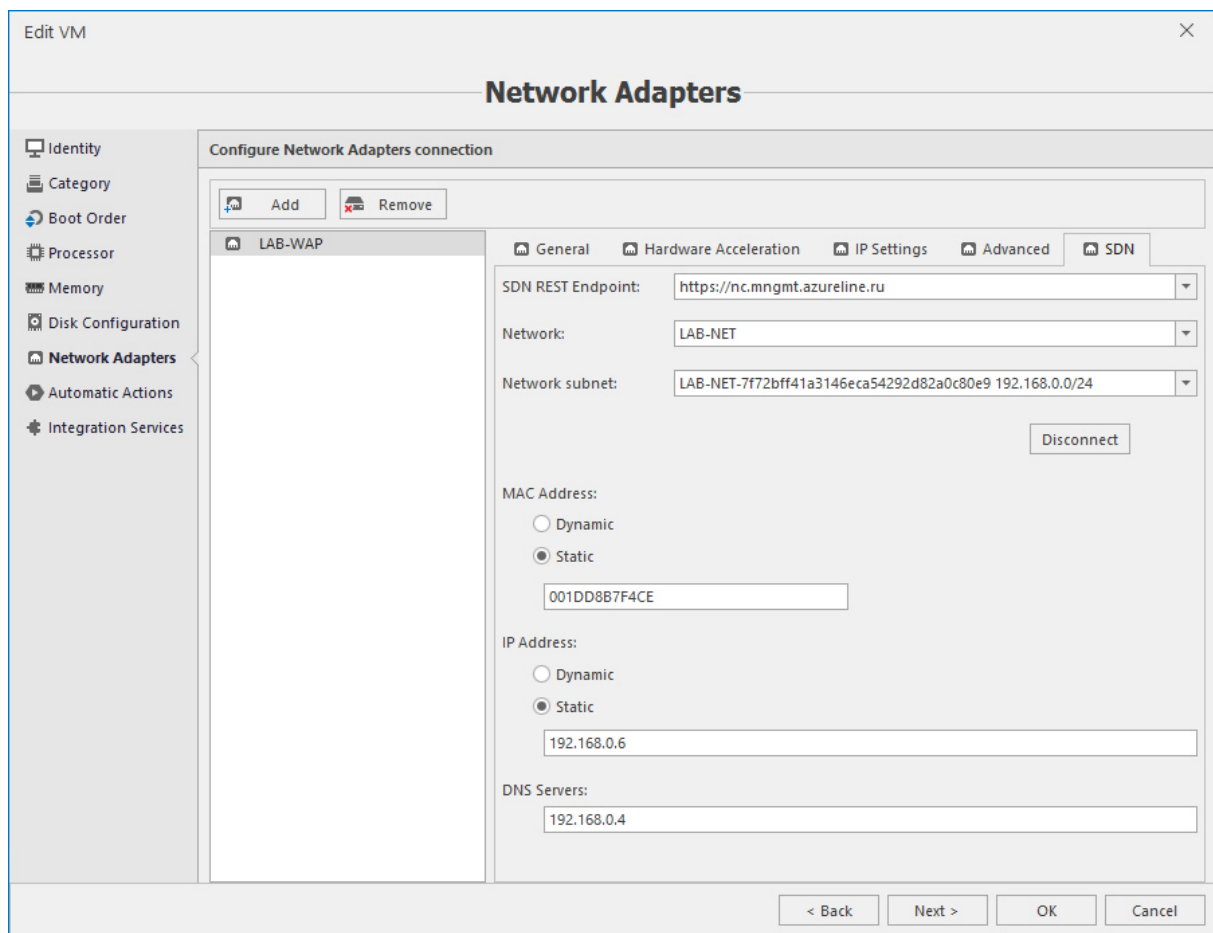 Edit VM
Network Adapters
Identity
Category
Boot Order
Processor
Memory
Disk Configuration
Network Adapters
Automatic Actions
Integration Services
Configure Network Adapters connection
Add Remove
LAB-WAP
General Hardware Acceleration IP Settings Advanced SDN
SDN REST Endpoint: https://nc.mngmt.azureline.ru
Network: LAB-NET
Network subnet: LAB-NET-7f72bff41a3146eca54292d82a0c80e9 192.168.0.0/24
Disconnect
MAC Address:
Dynamic
Static
001DD8B7F4CE
IP Address:
Dynamic
Static
192.168.0.6
DNS Servers:
192.168.0.4
< Back Next > OK Cancel